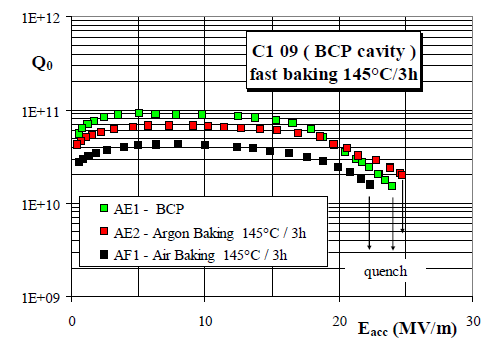 1E+12
Q0
C1 09 ( BCP cavity )
fast baking 145°C/3h
1E+11
1E+10
AE1 - BCP
AE2 - Argon Baking 145°C / 3h
AF1 - Air Baking 145°C / 3h
quench
1E+09
0 10 20 30
Eacc (MV/m)